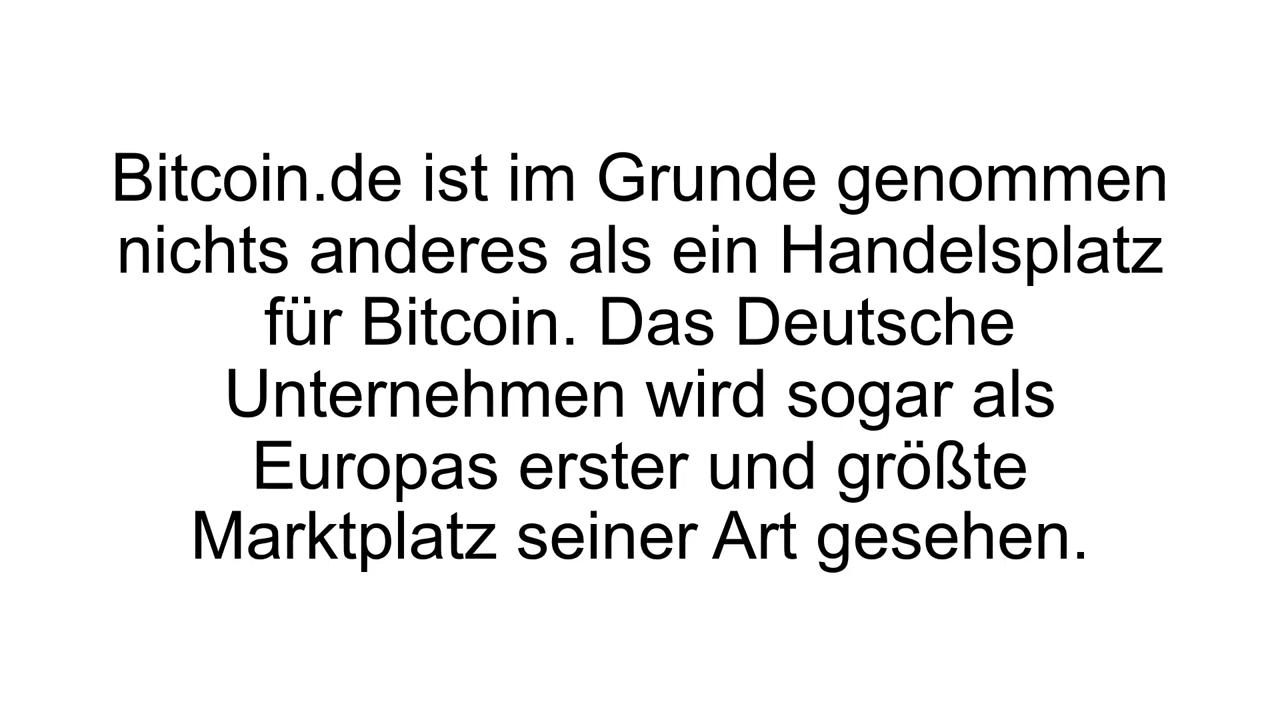 Bitcoin.de ist im Grunde genommen
nichts anderes als ein Handelsplatz
für Bitcoin. Das Deutsche
Unternehmen wird sogar als
Europas erster und größte
Marktplatz seiner Art gesehen.